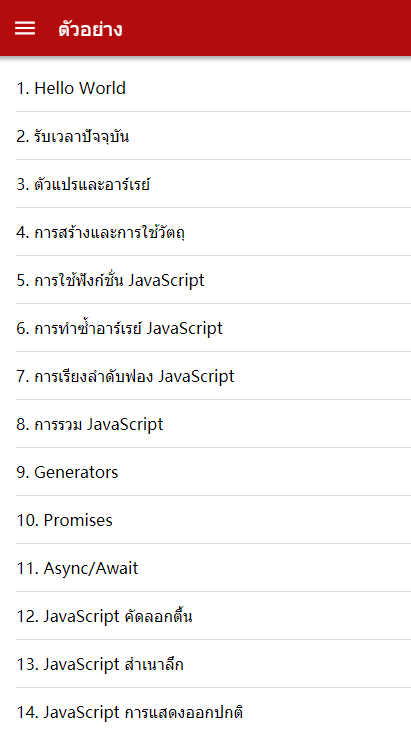 ตัวอย่าง
1. Hello World
2. รับเวลาปัจจุบัน
3. ตัวแปรและอาร์เรย์
4. การสร้างและการใช้วัตถุ
5. การใช้ฟังก์ชั่น JavaScript
6. การทำซ้ำอาร์เรย์ JavaScript
7. การเรียงลำดับฟอง JavaScript
8. การรวม JavaScript
9. Generators
10. Promises
11. Async/Await
12. JavaScript คัดลอกตื้น
13. JavaScript สำเนาลึก
14. JavaScript การแสดงออกปกติ